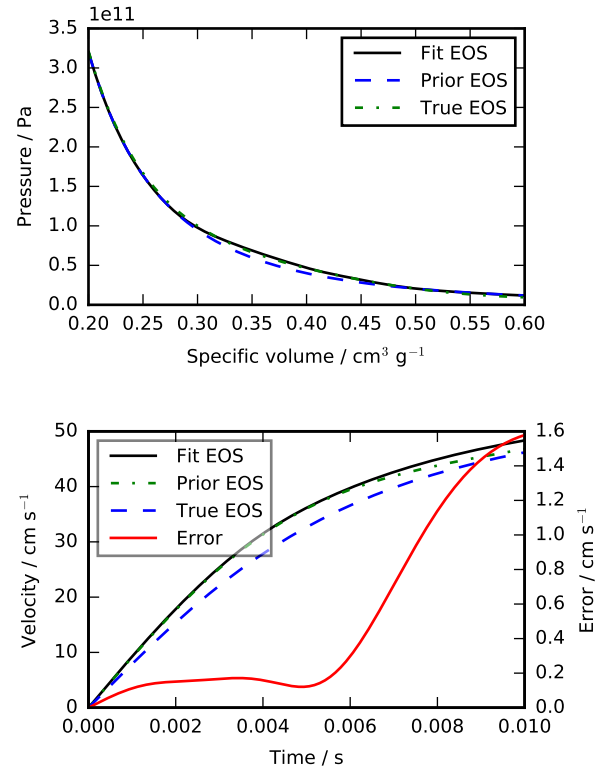 1e11
3.5
3.0
2.5
2.0
1.5
1.0
0.5
0.0
Pressure / Pa
Fit EOS
Prior EOS
True EOS
0.20 0.25 0.30 0.35 0.40 0.45 0.50 0.55 0.60
Specific volume / cm³ g⁻¹
50
40
30
20
10
0
Velocity / cm s⁻¹
Fit EOS
Prior EOS
True EOS
Error
1.6
1.4
1.2
1.0
0.8
0.6
0.4
0.2
0.0
Error / cm s⁻¹
0.000 0.002 0.004 0.006 0.008 0.010
Time / s